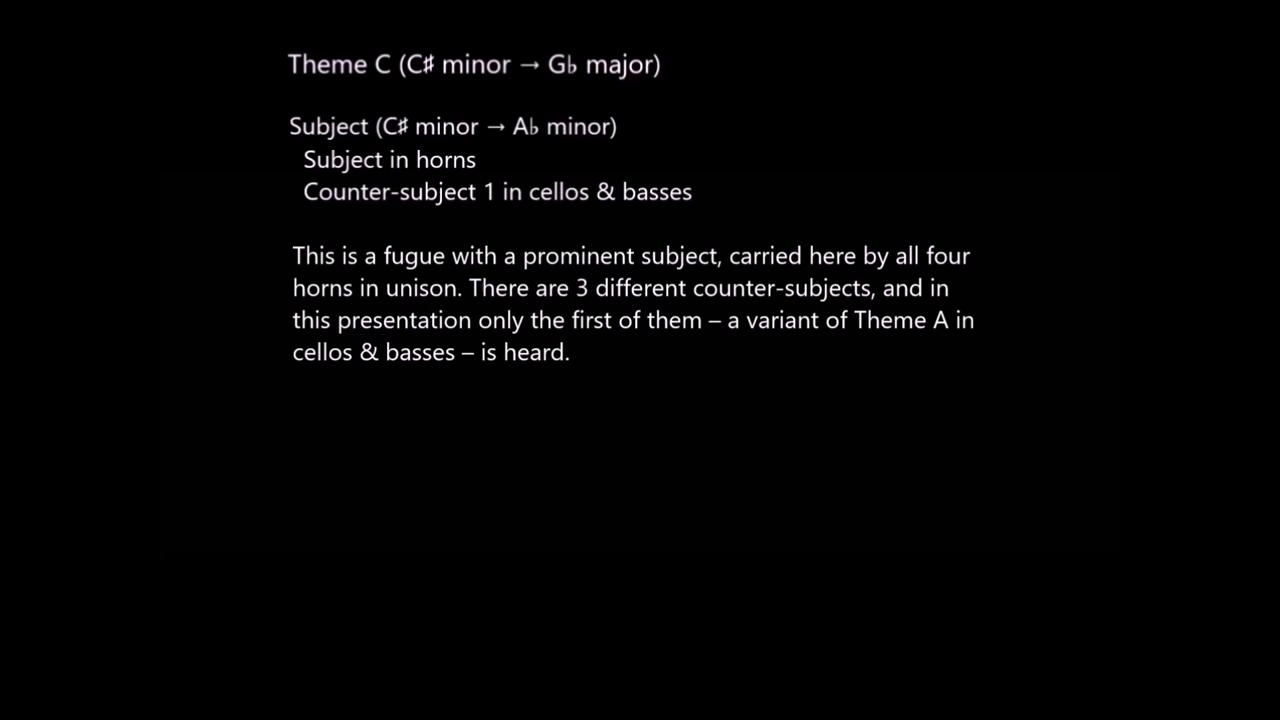 Theme C (C♯ minor → G♭ major)
Subject (C♯ minor → A♭ minor)
Subject in horns
Counter-subject 1 in cellos & basses
This is a fugue with a prominent subject, carried here by all four
horns in unison. There are 3 different counter-subjects, and in
this presentation only the first of them – a variant of Theme A in
cellos & basses – is heard.